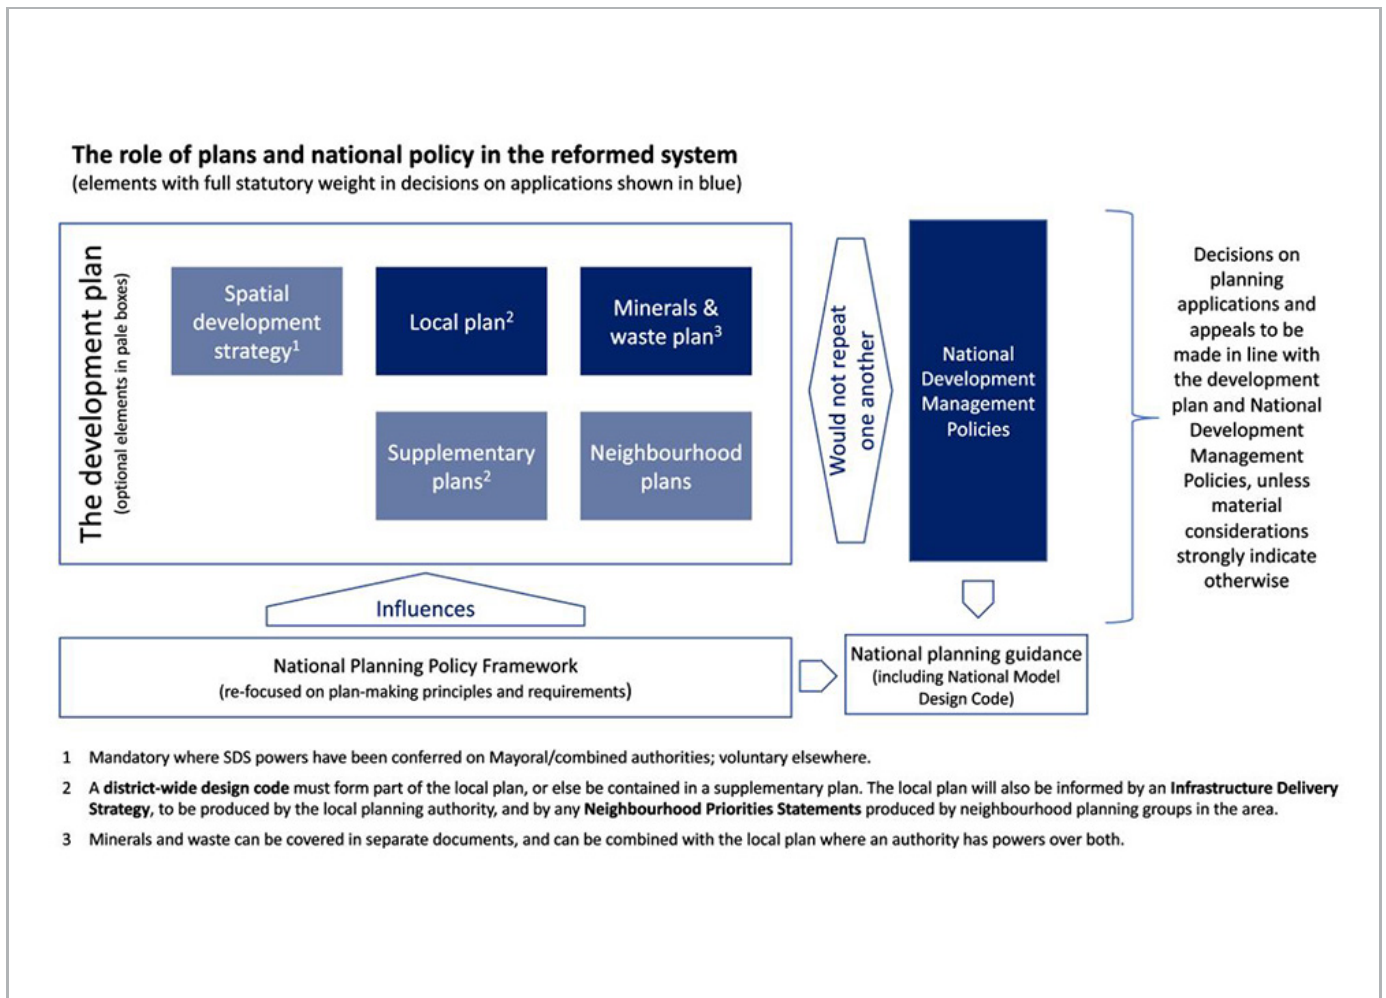 The role of plans and national policy in the reformed system
(elements with full statutory weight in decisions on applications shown in blue)
The development plan
(optional elements in pale boxes)
Spatial
development
strategy¹
Local plan²
Minerals &
waste plan³
Supplementary
plans²
Neighbourhood
plans
Would not repeat
one another
National
Development
Management
Policies
Decisions on
planning
applications and
appeals to be
made in line with
the development
plan and National
Development
Management
Policies, unless
material
considerations
strongly indicate
otherwise
Influences
National Planning Policy Framework
(re-focused on plan-making principles and requirements)
National planning guidance
(including National Model
Design Code)
1 Mandatory where SDS powers have been conferred on Mayoral/combined authorities; voluntary elsewhere.
2 A district-wide design code must form part of the local plan, or else be contained in a supplementary plan. The local plan will also be informed by an Infrastructure Delivery
Strategy, to be produced by the local planning authority, and by any Neighbourhood Priorities Statements produced by neighbourhood planning groups in the area.
3 Minerals and waste can be covered in separate documents, and can be combined with the local plan where an authority has powers over both.